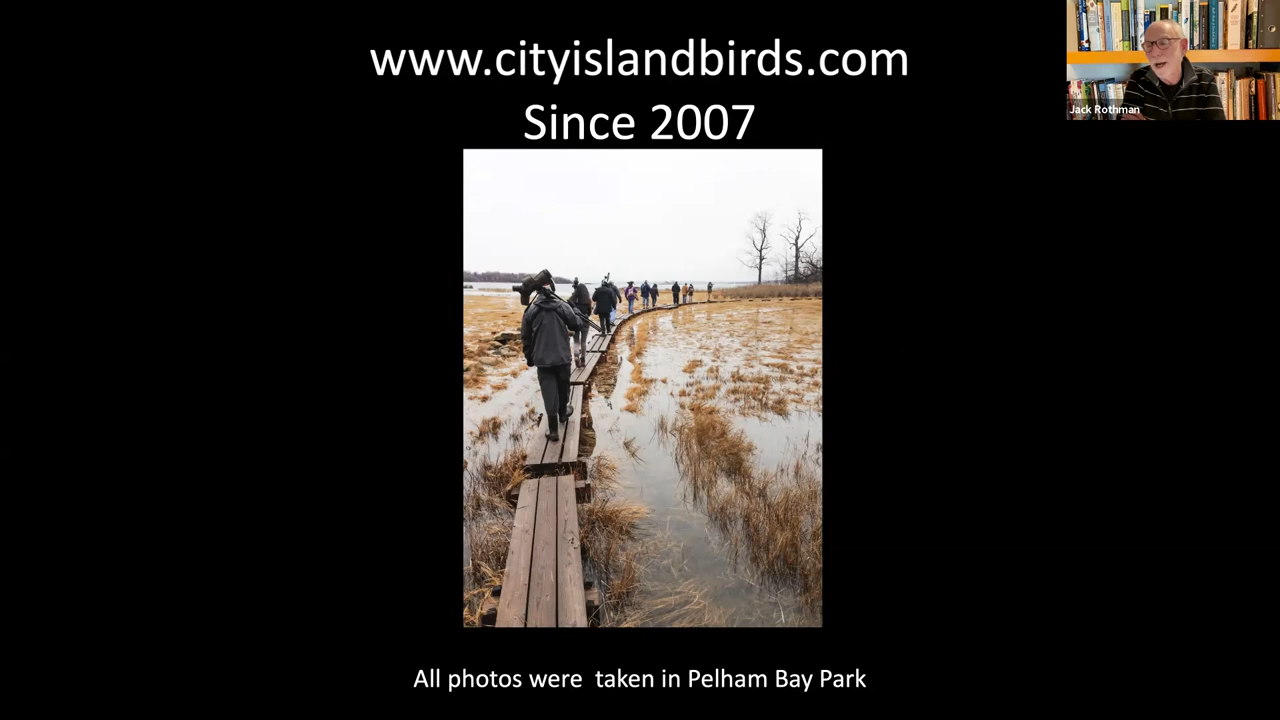 www.cityislandbirds.com
Since 2007
Jack Rothman
All photos were  taken in Pelham Bay Park